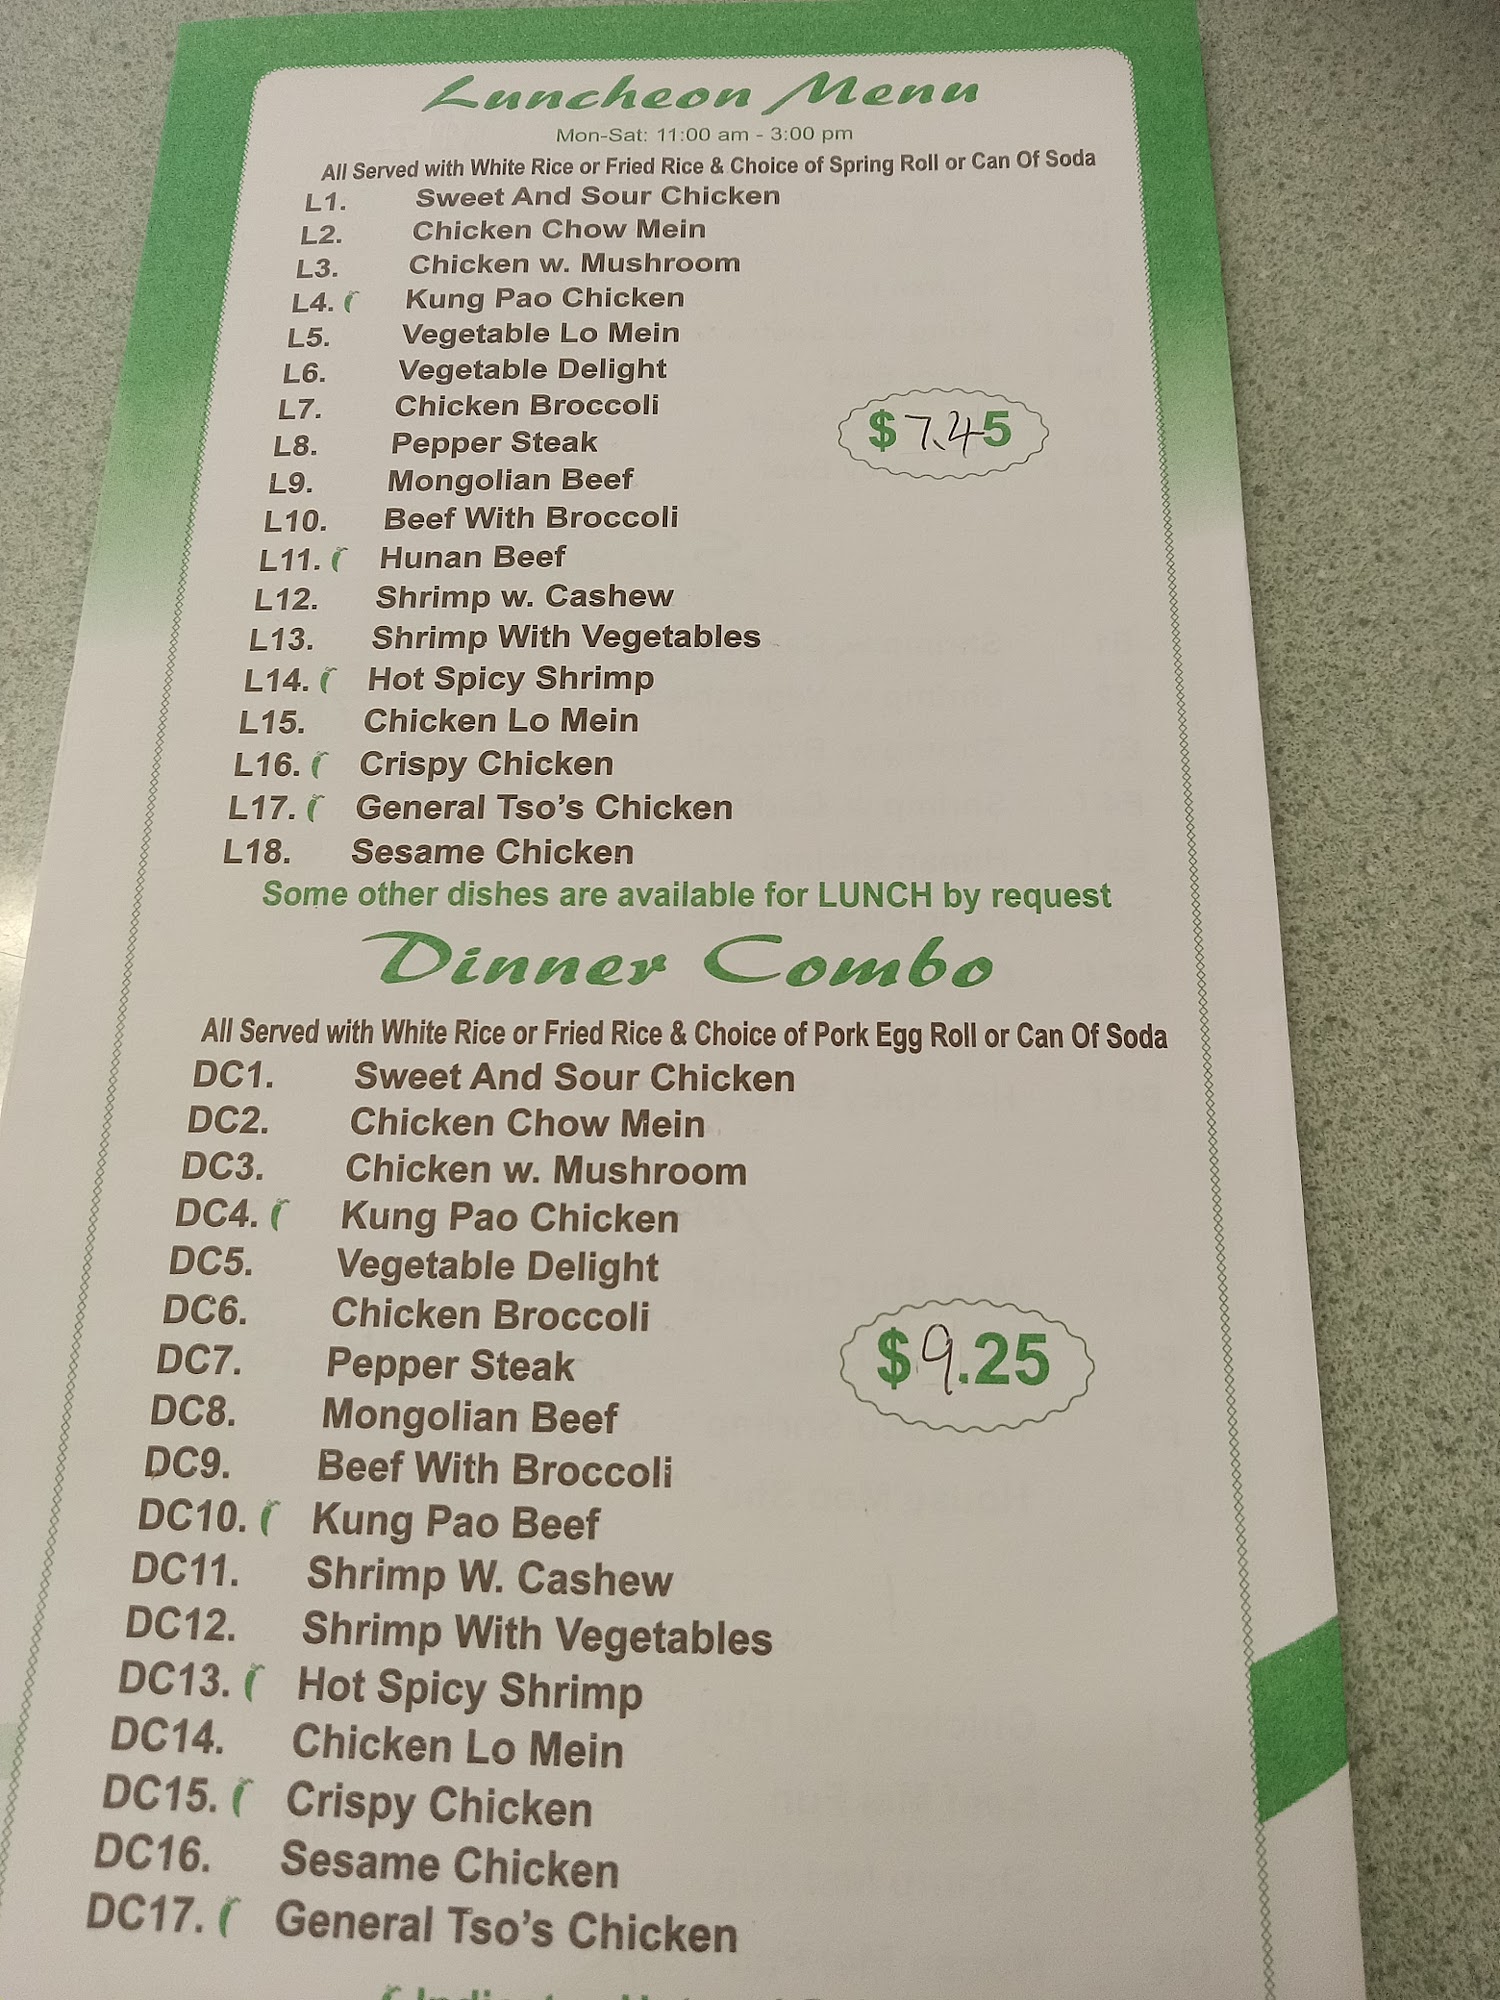 Luncheon Menu
Mon-Sat: 11:00 am - 3:00 pm
All Served with White Rice or Fried Rice & Choice of Spring Roll or Can Of Soda
L1. Sweet And Sour Chicken
L2. Chicken Chow Mein
L3. Chicken w. Mushroom
L4. Kung Pao Chicken
L5. Vegetable Lo Mein
L6. Vegetable Delight
L7. Chicken Broccoli
$7.45
L8. Pepper Steak
L9. Mongolian Beef
L10. Beef With Broccoli
L11. Hunan Beef
L12. Shrimp w. Cashew
L13. Shrimp With Vegetables
L14. Hot Spicy Shrimp
L15. Chicken Lo Mein
L16. Crispy Chicken
L17. General Tso's Chicken
L18. Sesame Chicken
Some other dishes are available for LUNCH by request
Dinner Combo
All Served with White Rice or Fried Rice & Choice of Pork Egg Roll or Can Of Soda
DC1. Sweet And Sour Chicken
DC2. Chicken Chow Mein
DC3. Chicken w. Mushroom
DC4. Kung Pao Chicken
DC5. Vegetable Delight
DC6. Chicken Broccoli
DC7. Pepper Steak
$9.25
DC8. Mongolian Beef
DC9. Beef With Broccoli
DC10. Kung Pao Beef
DC11. Shrimp W. Cashew
DC12. Shrimp With Vegetables
DC13. Hot Spicy Shrimp
DC14. Chicken Lo Mein
DC15. Crispy Chicken
DC16. Sesame Chicken
DC17. General Tso's Chicken